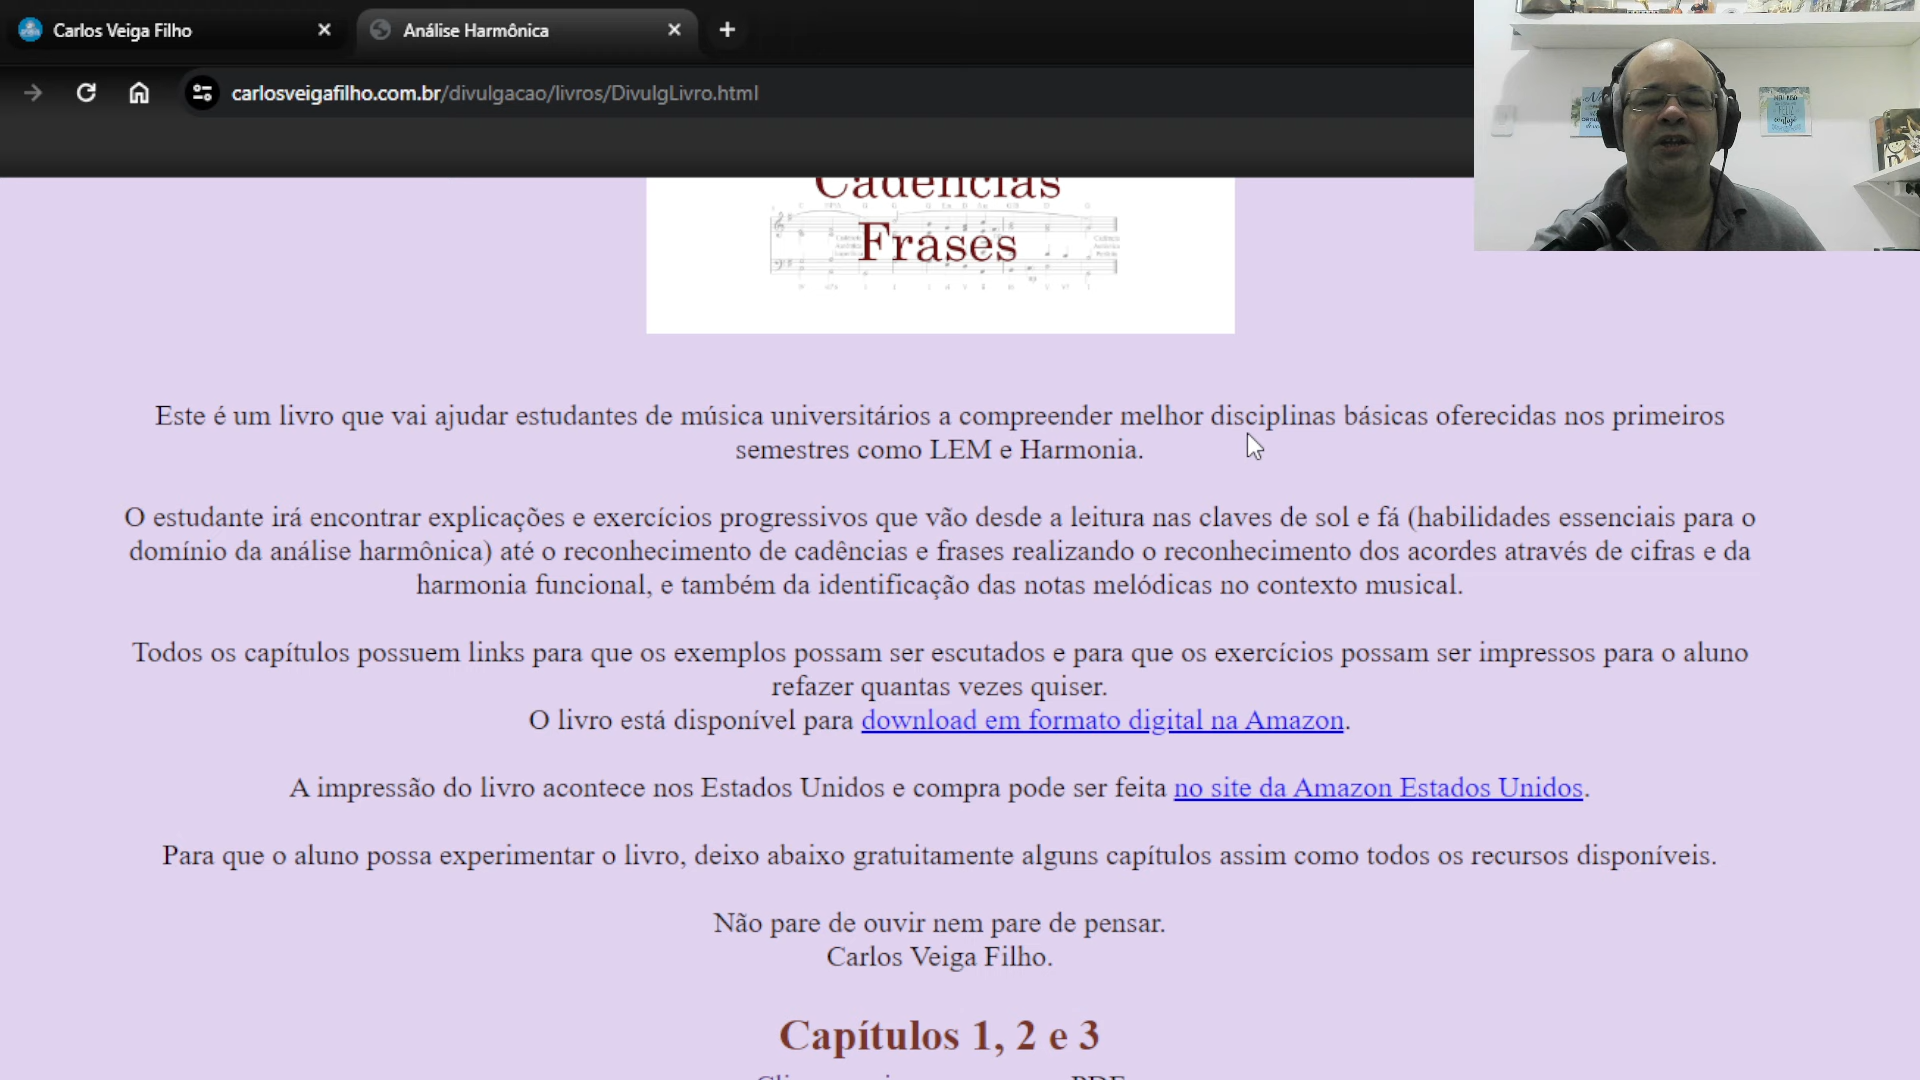 Carlos Veiga Filho
Análise Harmônica
carlosveigafilho.com.br/divulgacao/livros/DivulgLivro.html
Cadências
Frases
Este é um livro que vai ajudar estudantes de música universitários a compreender melhor disciplinas básicas oferecidas nos primeiros
semestres como LEM e Harmonia.
O estudante irá encontrar explicações e exercícios progressivos que vão desde a leitura nas claves de sol e fá (habilidades essenciais para o
domínio da análise harmônica) até o reconhecimento de cadências e frases realizando o reconhecimento dos acordes através de cifras e da
harmonia funcional, e também da identificação das notas melódicas no contexto musical.
Todos os capítulos possuem links para que os exemplos possam ser escutados e para que os exercícios possam ser impressos para o aluno
refazer quantas vezes quiser.
O livro está disponível para download em formato digital na Amazon.
A impressão do livro acontece nos Estados Unidos e compra pode ser feita no site da Amazon Estados Unidos.
Para que o aluno possa experimentar o livro, deixo abaixo gratuitamente alguns capítulos assim como todos os recursos disponíveis.
Não pare de ouvir nem pare de pensar.
Carlos Veiga Filho.
Capítulos 1, 2 e 3
PDF